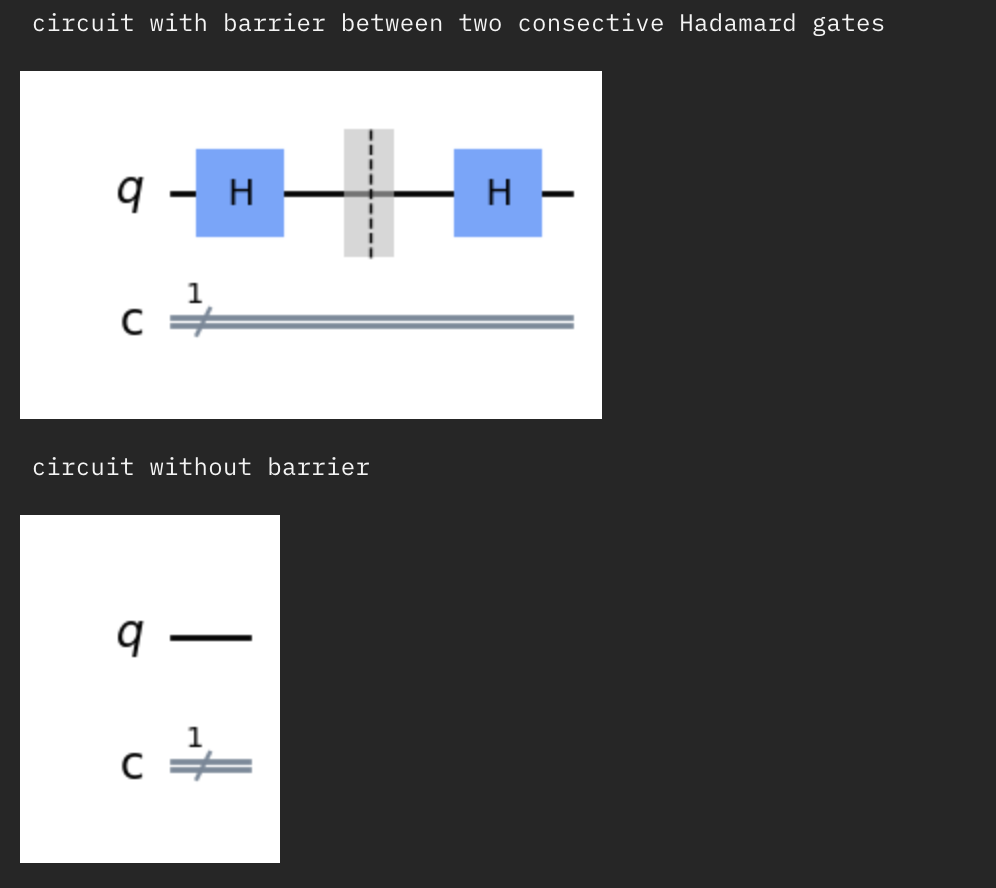 circuit with barrier between two consective Hadamard gates
q H H
1
c
circuit without barrier
q
1
c